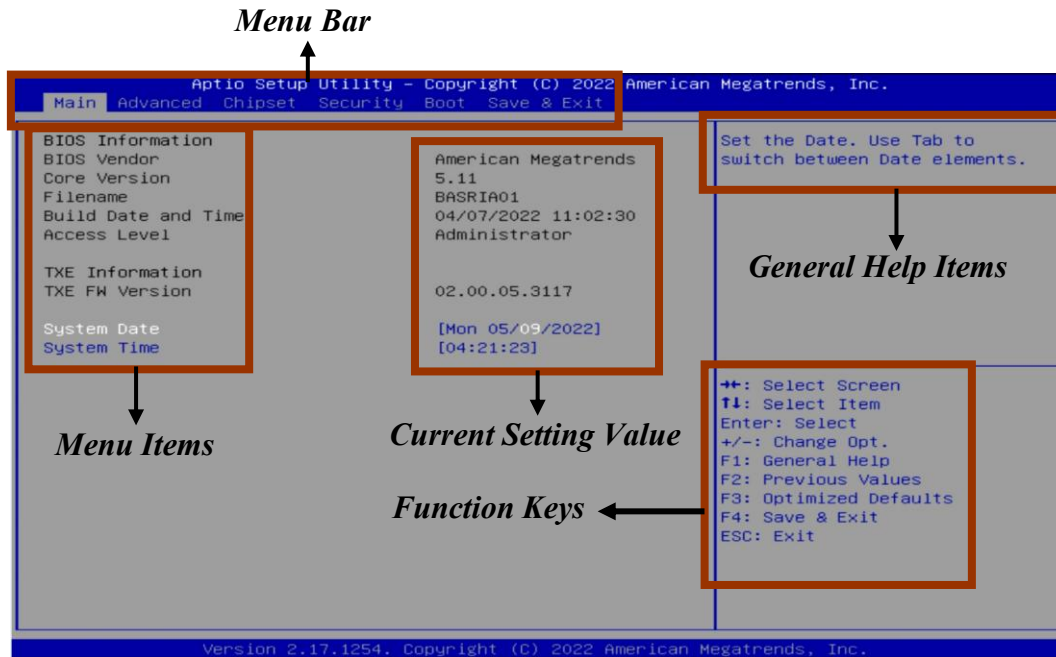 Menu Bar
Aptio Setup Utility – Copyright (C) 2022 American Megatrends, Inc.
Main Advanced Chipset Security Boot Save & Exit
BIOS Information
BIOS Vendor American Megatrends
Core Version 5.11
Filename BASRIA01
Build Date and Time 04/07/2022 11:02:30
Access Level Administrator
TXE Information
TXE FW Version 02.00.05.3117
System Date [Mon 05/09/2022]
System Time [04:21:23]
Set the Date. Use Tab to
switch between Date elements.
General Help Items
Menu Items
Current Setting Value
Function Keys
→←: Select Screen
↑↓: Select Item
Enter: Select
+/-: Change Opt.
F1: General Help
F2: Previous Values
F3: Optimized Defaults
F4: Save & Exit
ESC: Exit
Version 2.17.1254. Copyright (C) 2022 American Megatrends, Inc.